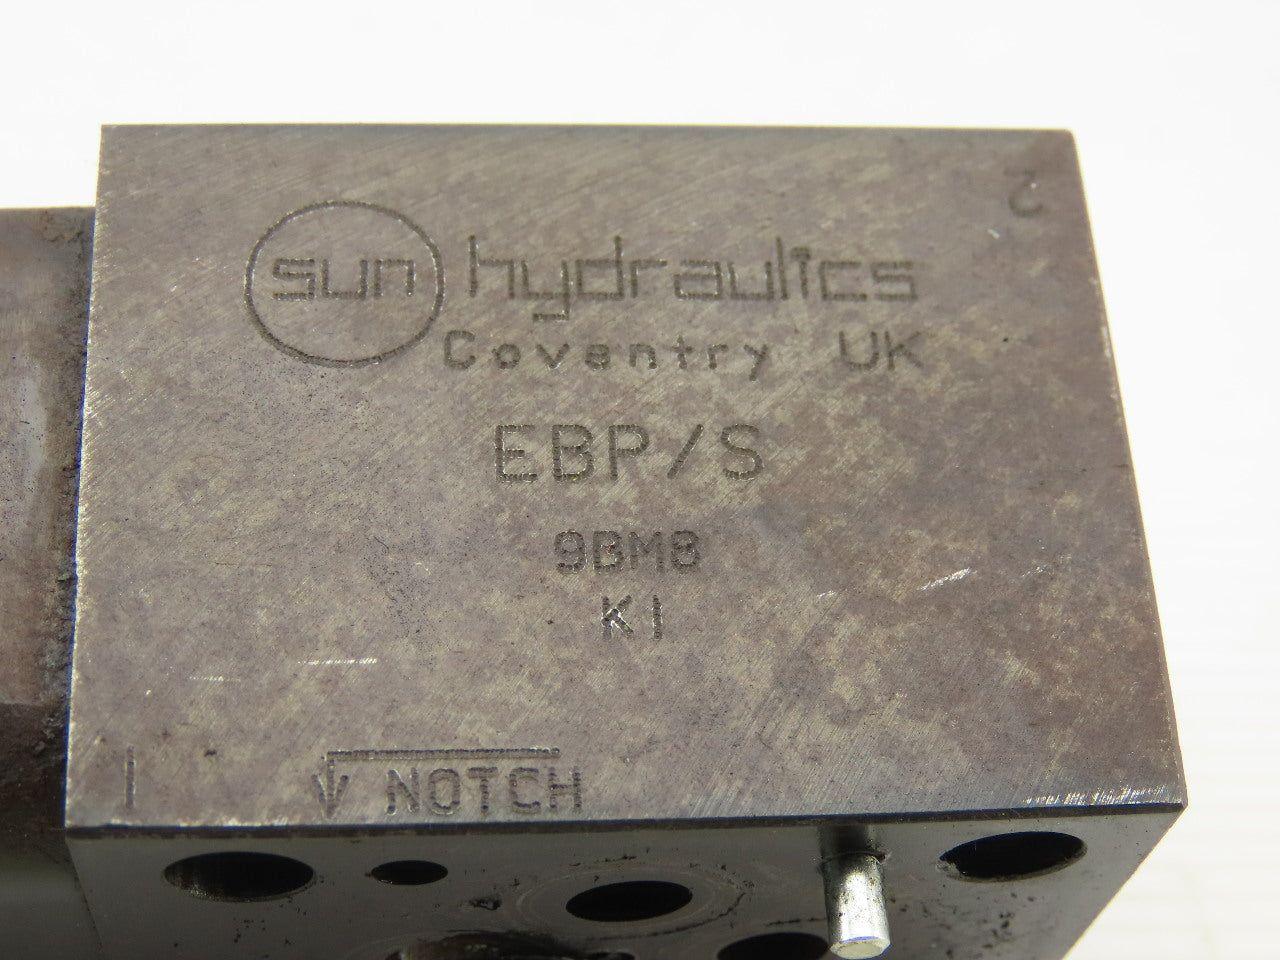 2
sun hydraulics
Coventry UK
EBP/S
9BM8
K1
1
NOTCH